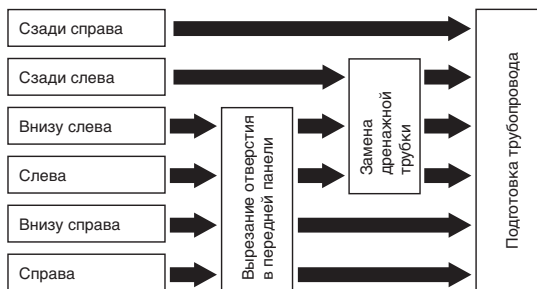 Сзади справа
Сзади слева
Внизу слева
Слева
Внизу справа
Справа
Вырезание отверстия
в передней панели
Замена
дренажной
трубки
Подготовка трубопровода